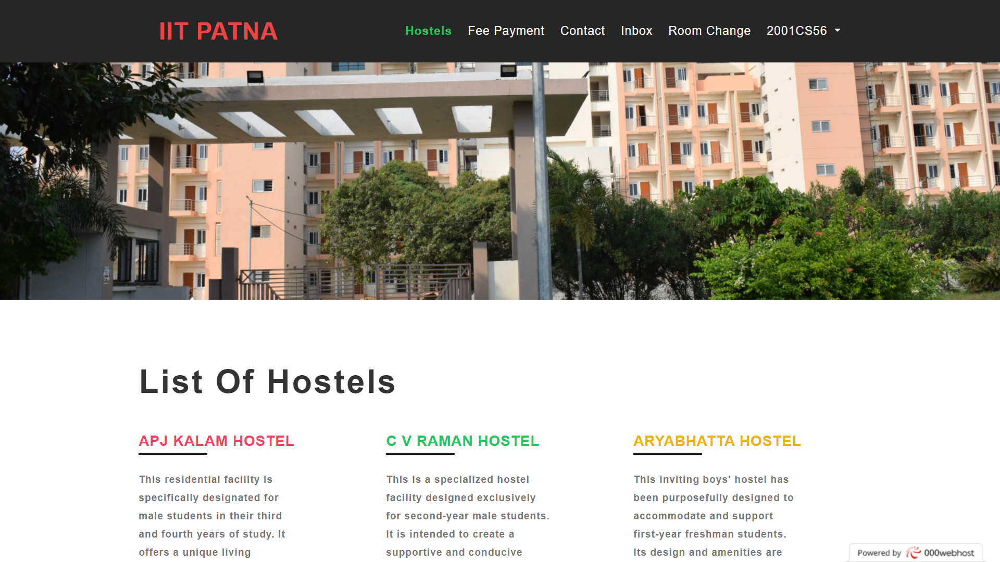 IIT PATNA
Hostels Fee Payment Contact Inbox Room Change 2001CS56
List Of Hostels
APJ KALAM HOSTEL
This residential facility is
specifically designated for
male students in their third
and fourth years of study. It
offers a unique living
C V RAMAN HOSTEL
This is a specialized hostel
facility designed exclusively
for second-year male students.
It is intended to create a
supportive and conducive
ARYABHATTA HOSTEL
This inviting boys' hostel has
been purposefully designed to
accommodate and support
first-year freshman students.
Its design and amenities are
Powered by 000webhost